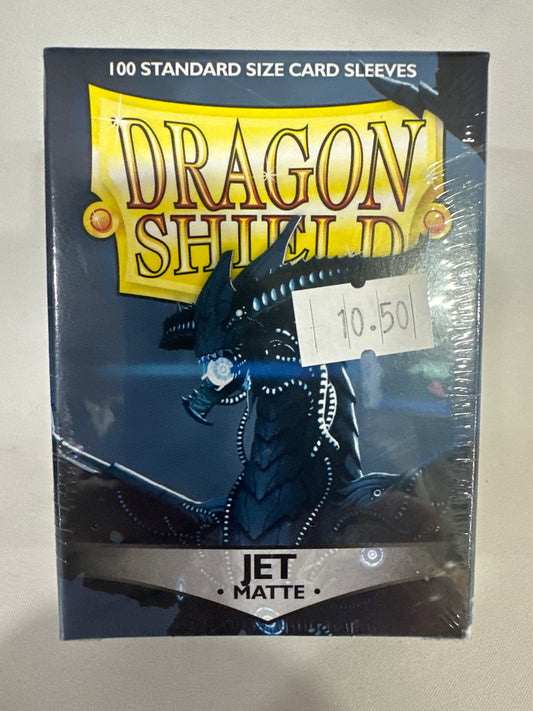 100 STANDARD SIZE CARD SLEEVES
DRAGON
SHIELD
10.50
JET
• MATTE •